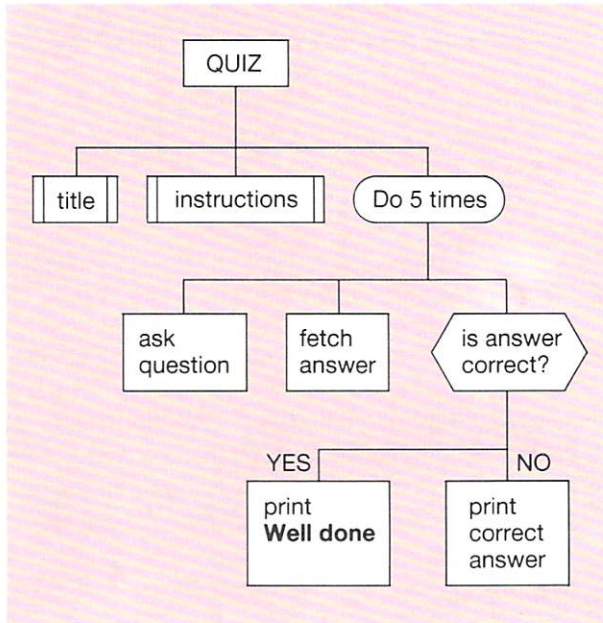 QUIZ
title
instructions
Do 5 times
ask
question
fetch
answer
is answer
correct?
YES
NO
print
Well done
print
correct
answer